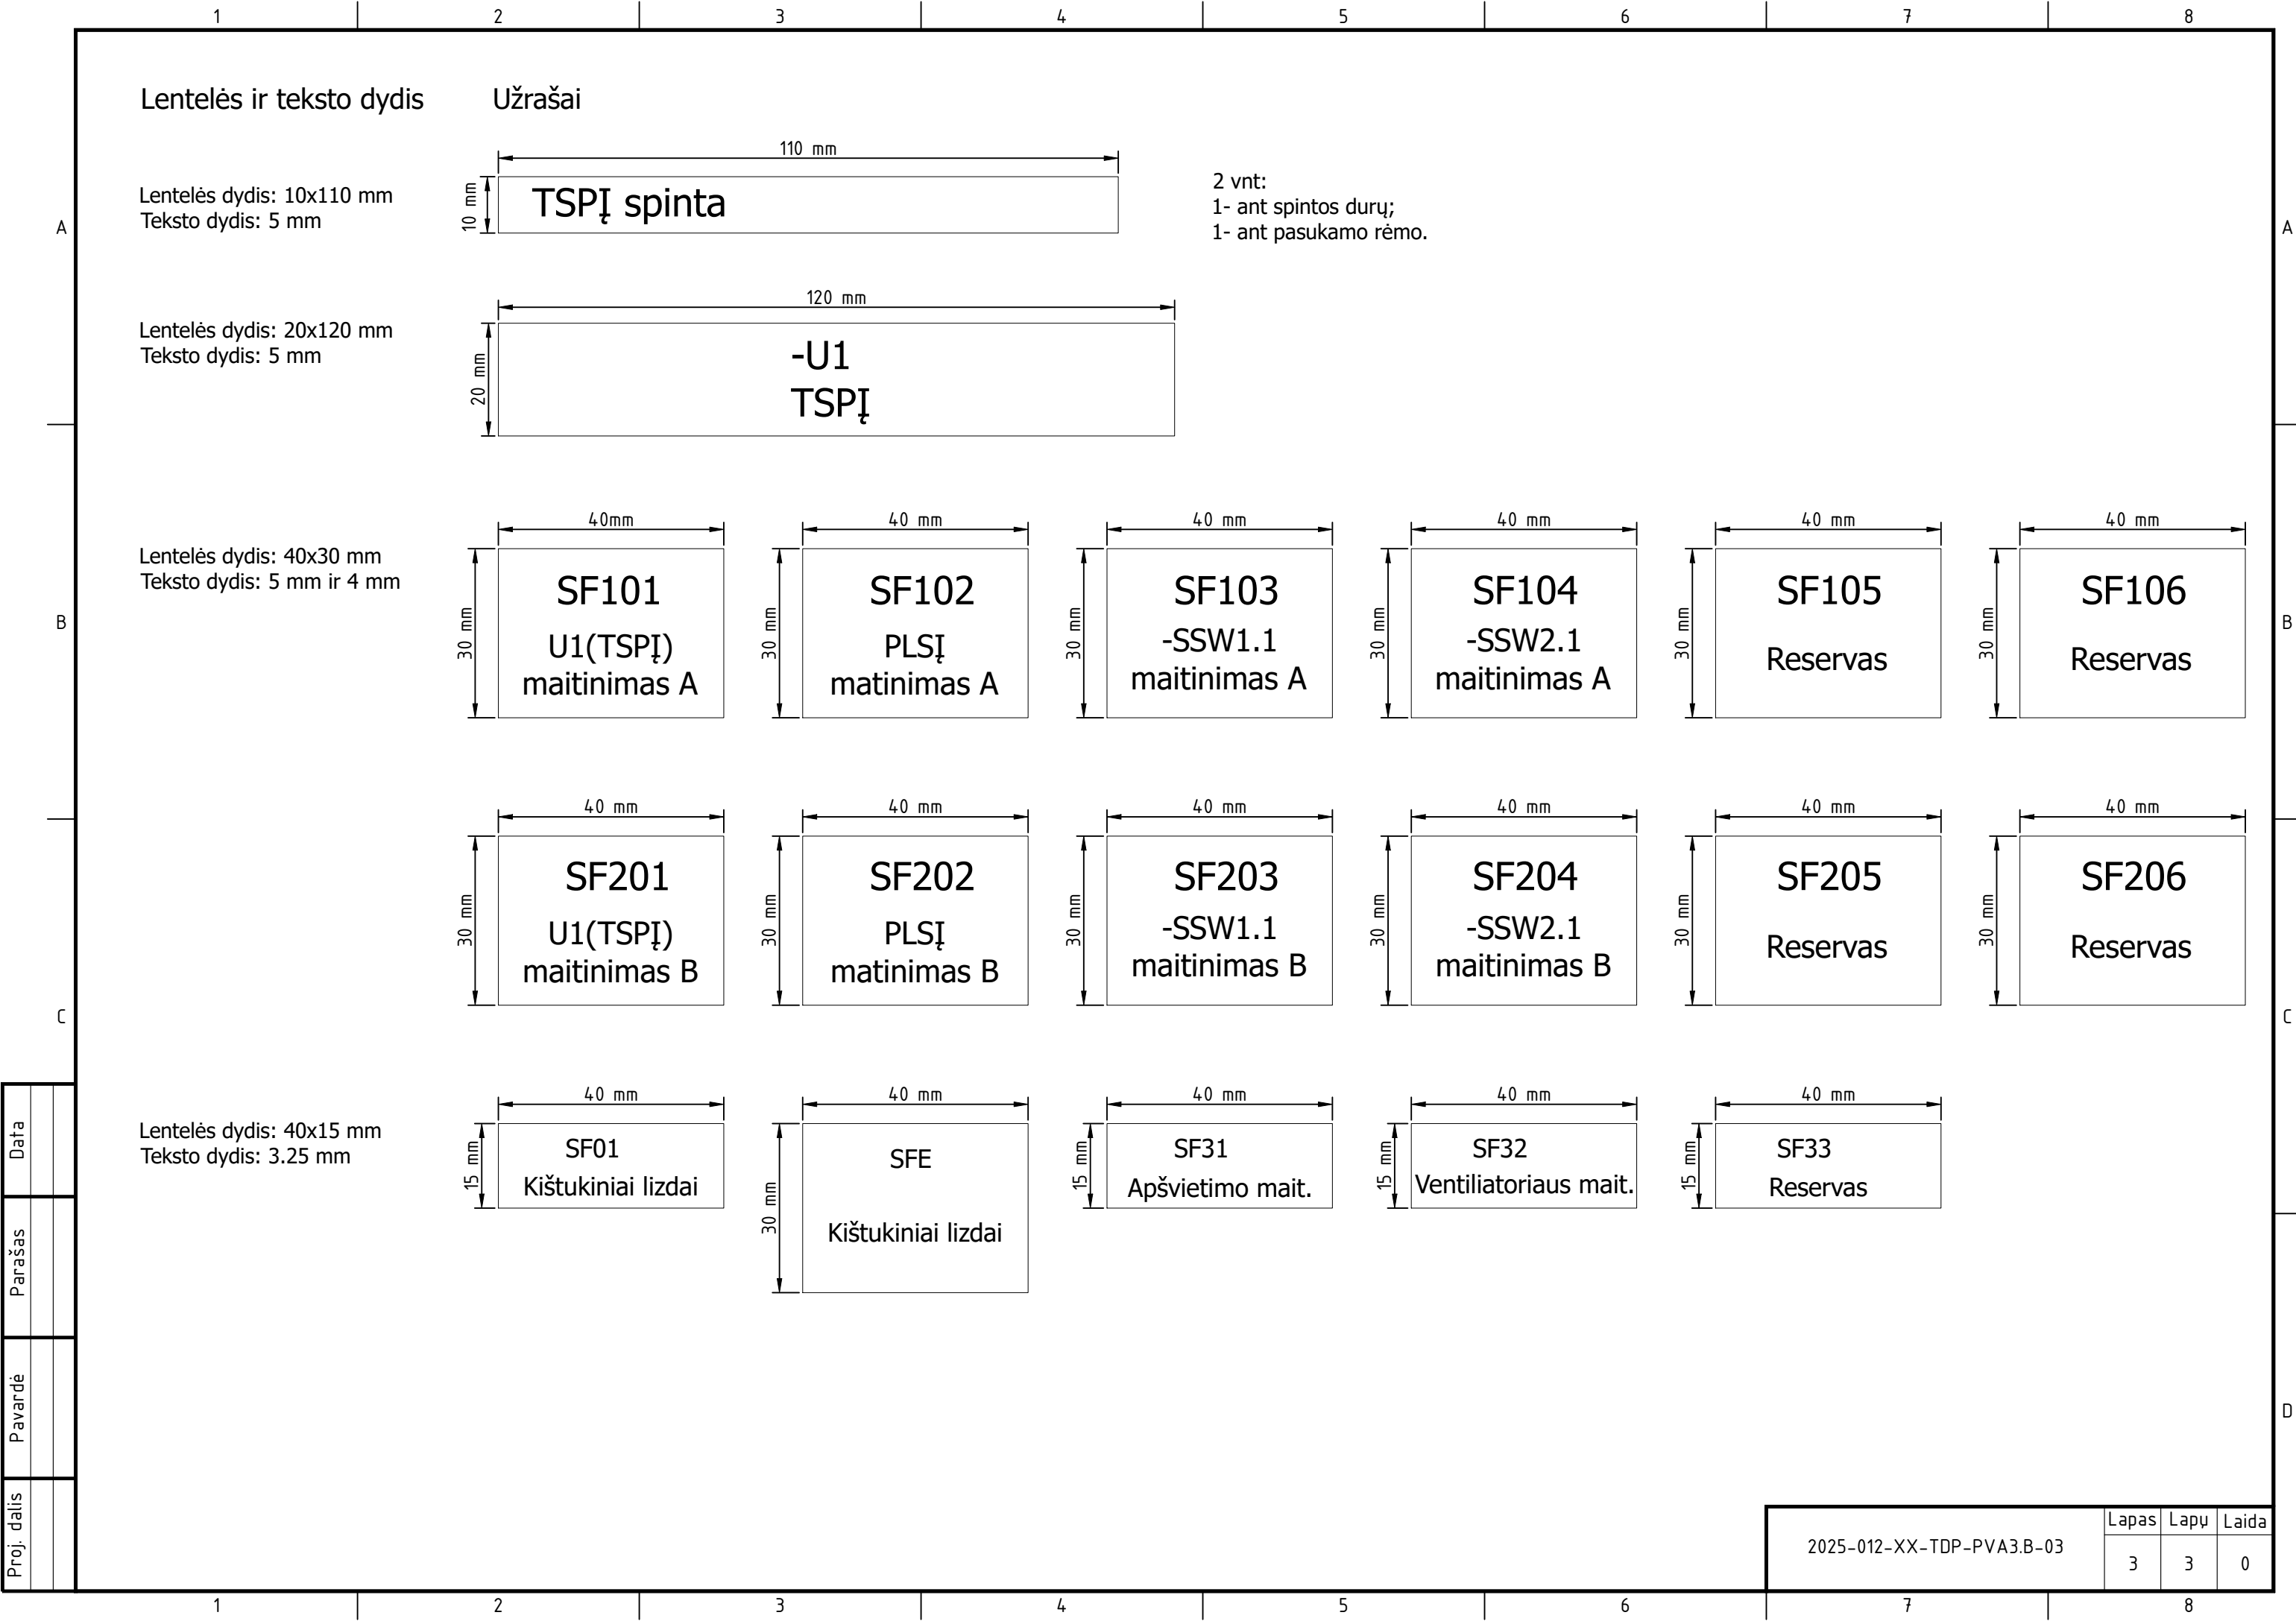 1 2 3 4 5 6 7 8
Lentelės ir teksto dydis Užrašai
110 mm
Lentelės dydis: 10x110 mm
Teksto dydis: 5 mm
10 mm
TSPĮ spinta
2 vnt:
1- ant spintos durų;
1- ant pasukamo rėmo.
A A
120 mm
Lentelės dydis: 20x120 mm
Teksto dydis: 5 mm
20 mm
-U1
TSPĮ
40mm 40 mm 40 mm 40 mm 40 mm 40 mm
Lentelės dydis: 40x30 mm
Teksto dydis: 5 mm ir 4 mm
B B
30 mm
SF101
U1(TSPĮ)
maitinimas A
30 mm
SF102
PLSĮ
matinimas A
30 mm
SF103
-SSW1.1
maitinimas A
30 mm
SF104
-SSW2.1
maitinimas A
30 mm
SF105
Reservas
30 mm
SF106
Reservas
40 mm 40 mm 40 mm 40 mm 40 mm 40 mm
30 mm
SF201
U1(TSPĮ)
maitinimas B
30 mm
SF202
PLSĮ
matinimas B
30 mm
SF203
-SSW1.1
maitinimas B
30 mm
SF204
-SSW2.1
maitinimas B
30 mm
SF205
Reservas
30 mm
SF206
Reservas
C C
40 mm 40 mm 40 mm 40 mm 40 mm
Lentelės dydis: 40x15 mm
Teksto dydis: 3.25 mm
15 mm
SF01
Kištukiniai lizdai
30 mm
SFE
Kištukiniai lizdai
15 mm
SF31
Apšvietimo mait.
15 mm
SF32
Ventiliatoriaus mait.
15 mm
SF33
Reservas
D
Data
Parašas
Pavardė
Proj. dalis
2025-012-XX-TDP-PVA3.B-03
Lapas Lapų Laida
3 3 0
1 2 3 4 5 6 7 8